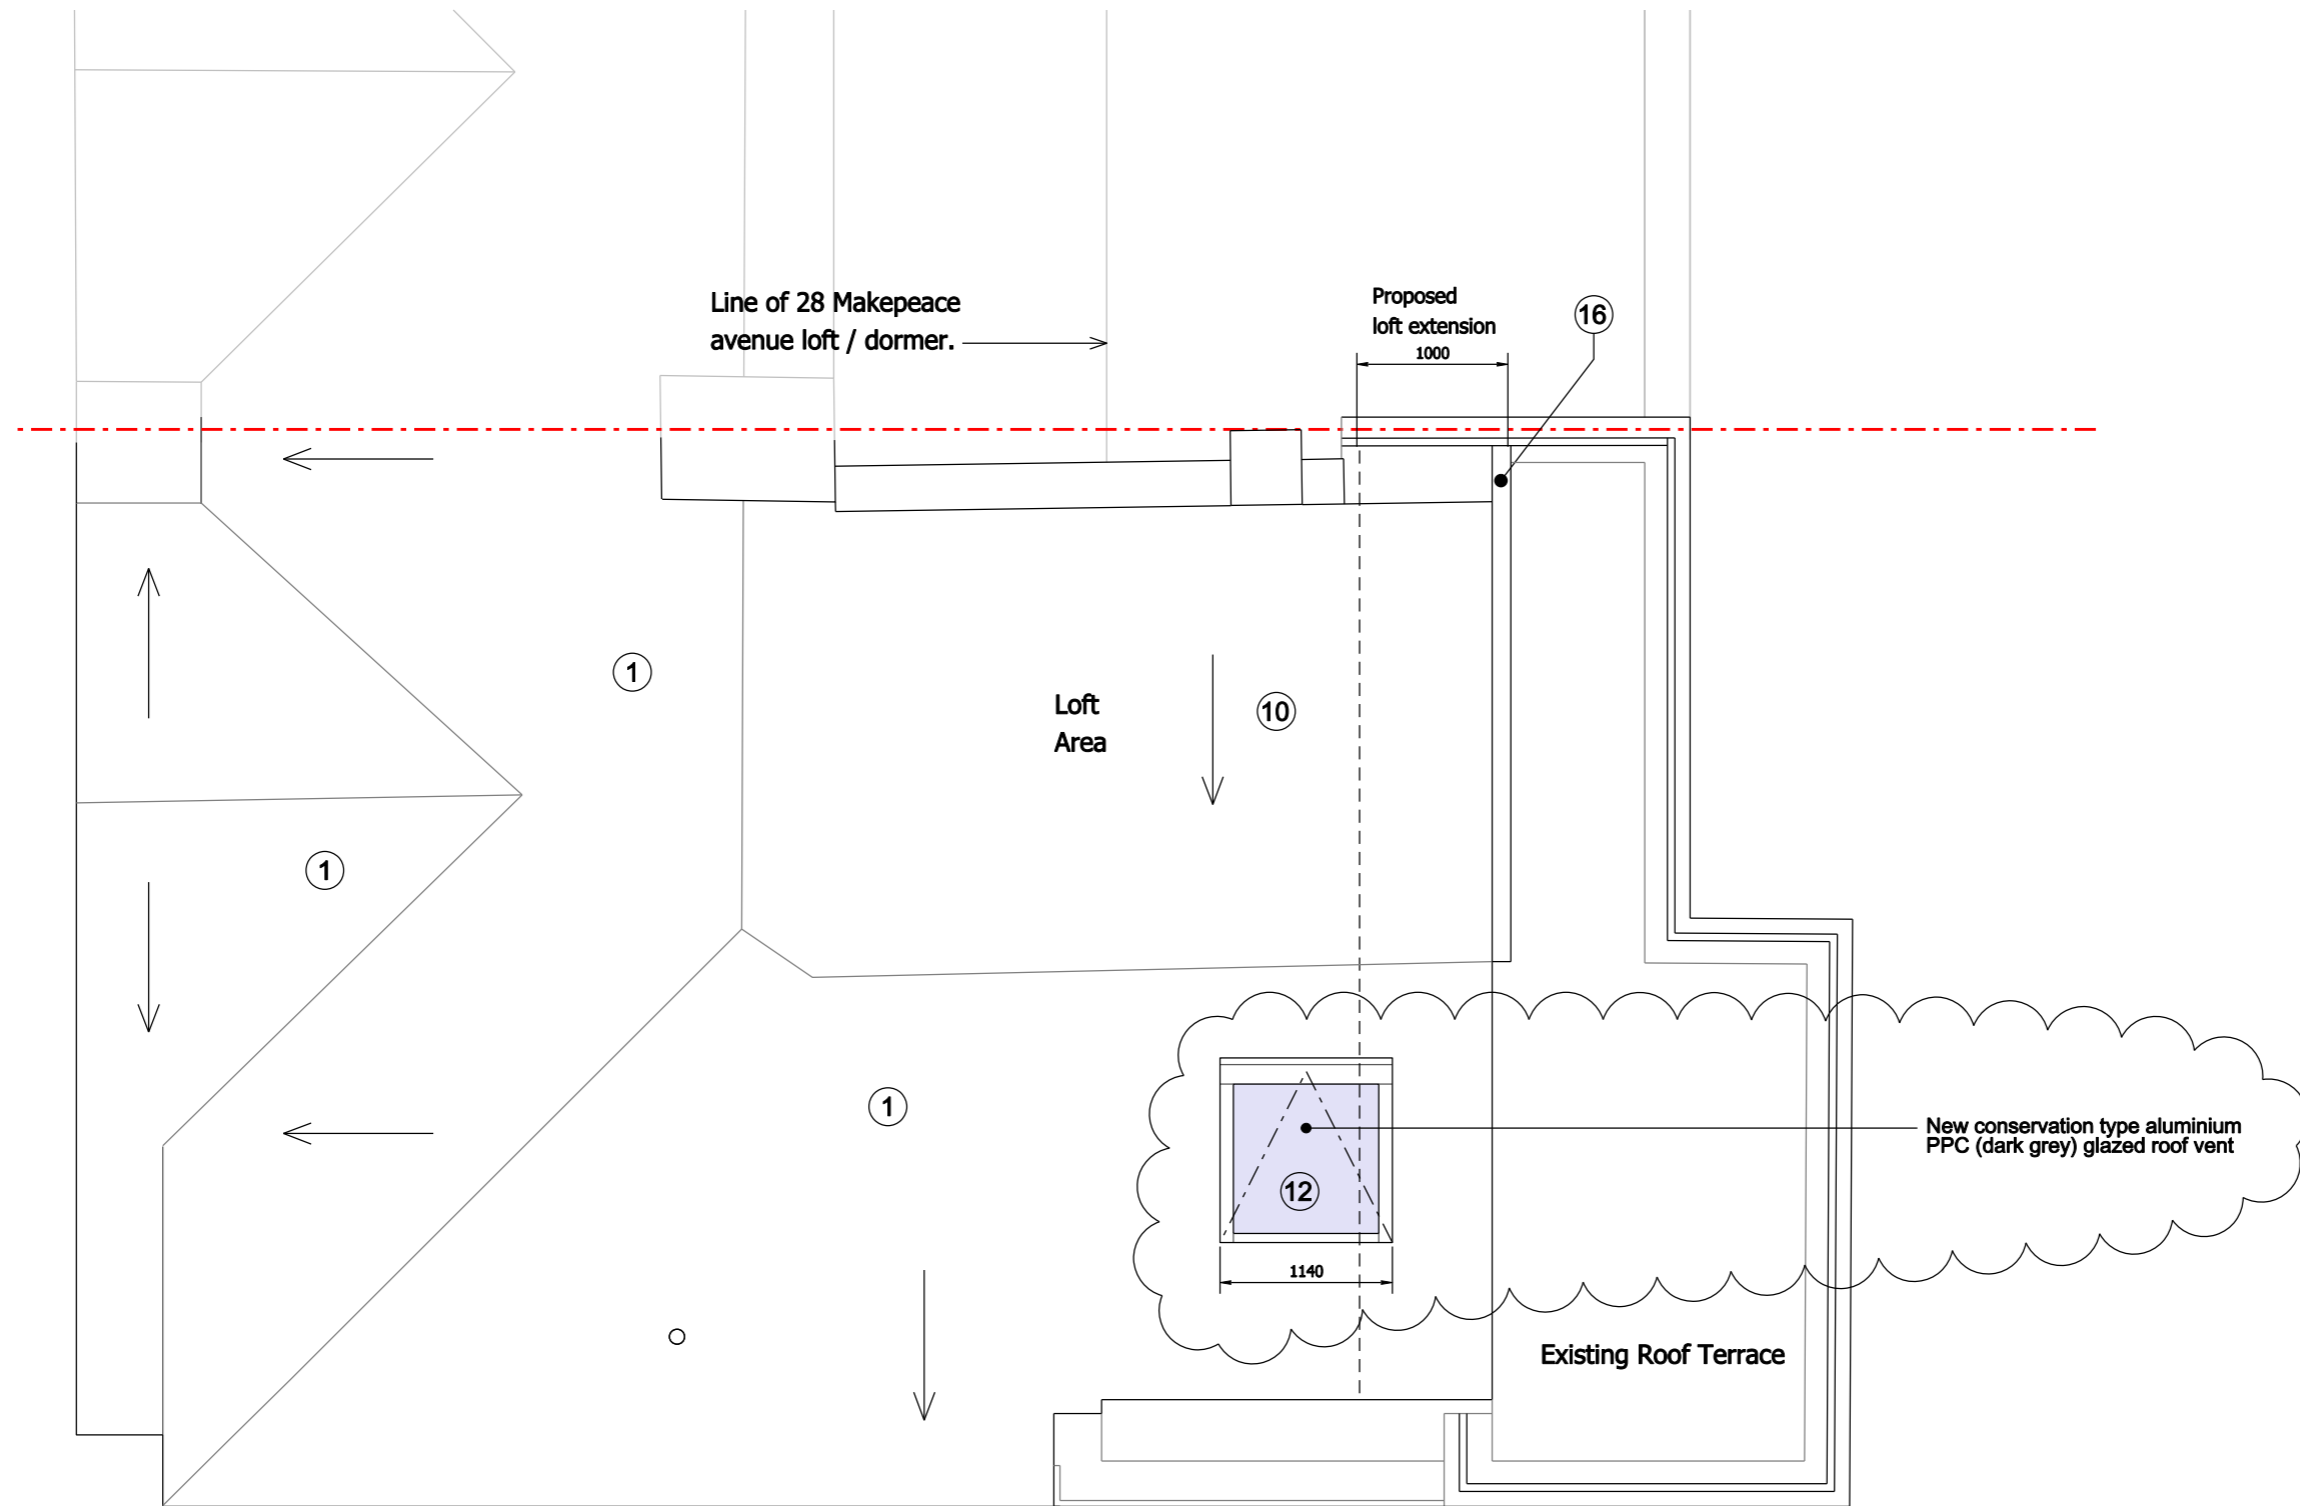 Line of 28 Makepeace
avenue loft / dormer.
Proposed
loft extension
1000
16
1
Loft
Area
10
1
1
New conservation type aluminium
PPC (dark grey) glazed roof vent
12
1140
Existing Roof Terrace